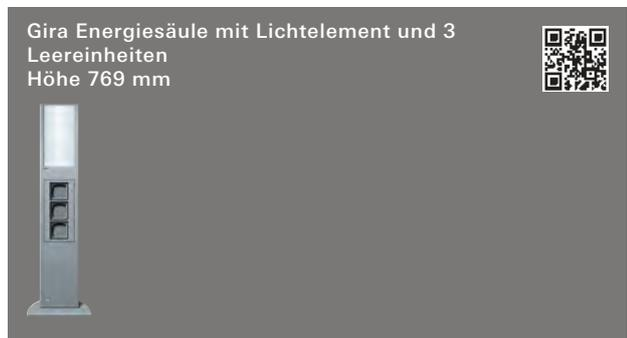 Gira Energiesäule mit Lichtelement und 3
Leereinheiten
Höhe 769 mm